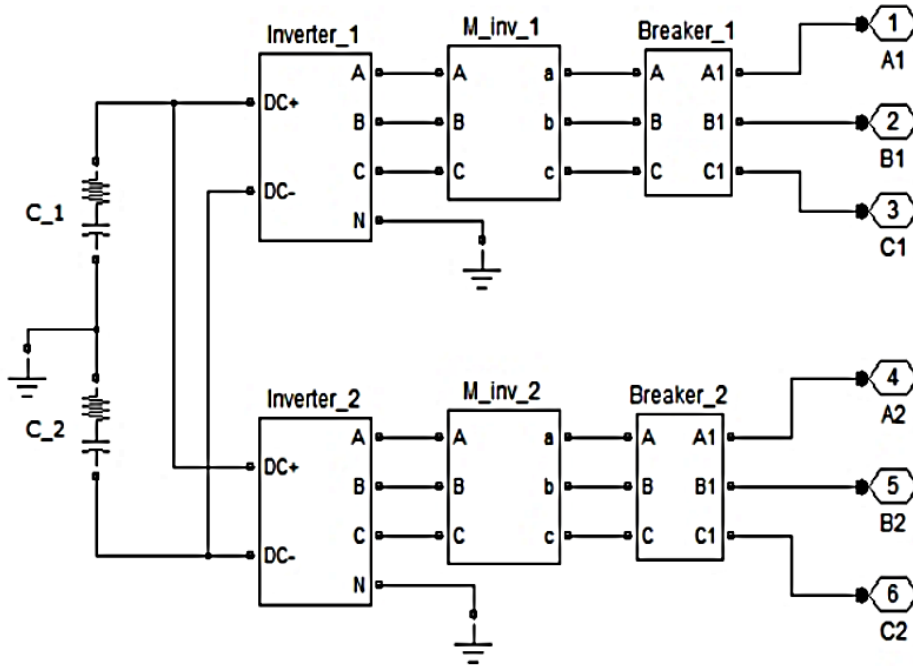 Inverter_1
M_inv_1
Breaker_1
DC+
DC-
A
B
C
N
A
B
C
a
b
c
A
B
C
A1
B1
C1
1
A1
2
B1
3
C1
C_1
C_2
Inverter_2
M_inv_2
Breaker_2
DC+
DC-
A
B
C
N
A
B
C
a
b
c
A
B
C
A1
B1
C1
4
A2
5
B2
6
C2